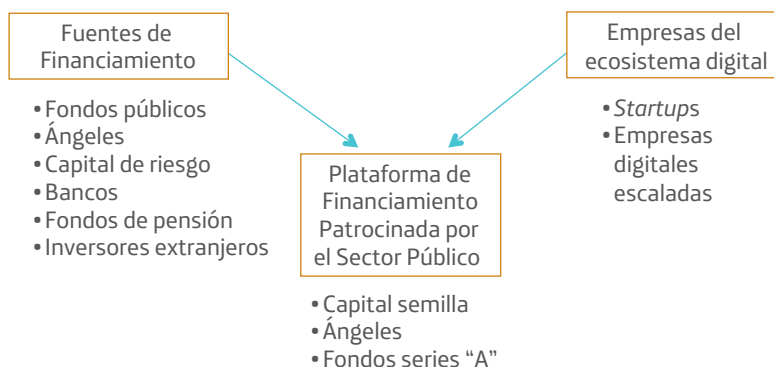 Fuentes de
Financiamiento
• Fondos públicos
• Ángeles
• Capital de riesgo
• Bancos
• Fondos de pensión
• Inversores extranjeros
Empresas del
ecosistema digital
• Startups
• Empresas
digitales
escaladas
Plataforma de
Financiamiento
Patrocinada por
el Sector Público
• Capital semilla
• Ángeles
• Fondos series “A”